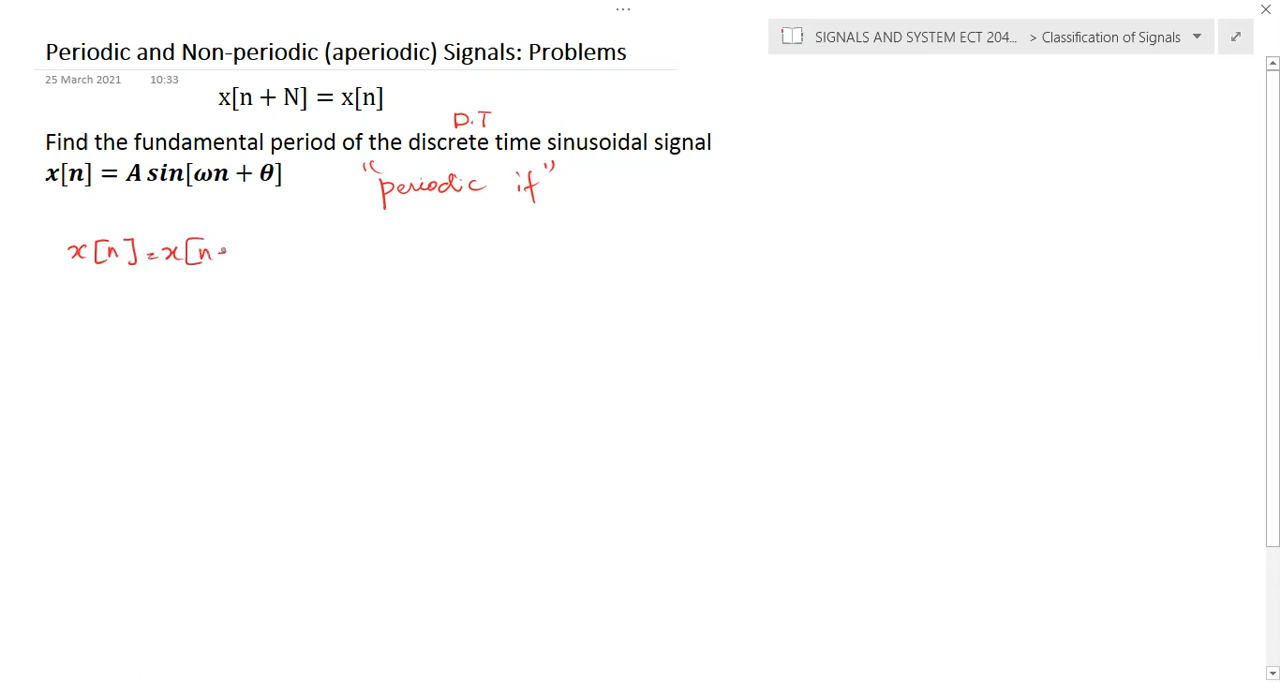 ...
SIGNALS AND SYSTEM ECT 204... > Classification of Signals
Periodic and Non-periodic (aperiodic) Signals: Problems
25 March 2021 10:33
x[n + N] = x[n]
D.T
Find the fundamental period of the discrete time sinusoidal signal
x[n] = A sin[ωn + θ]
"periodic if"
x[n] = x[n